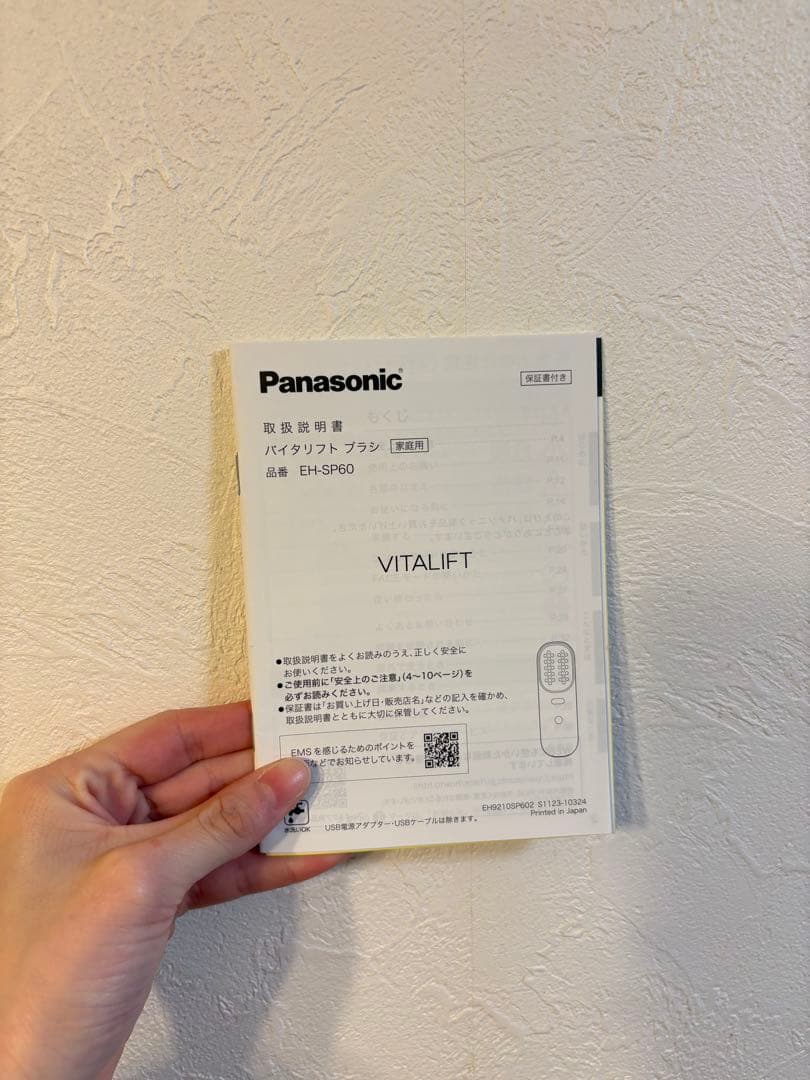 Panasonic
保証書付き
取扱説明書
バイタリフト ブラシ 家庭用
品番 EH-SP60
VITALIFT
●取扱説明書をよくお読みのうえ、正しく安全に
お使いください。
●ご使用前に「安全上のご注意」(4～10ページ)を
必ずお読みください。
●保証書は「お買い上げ日・販売店名」などの記入を確かめ、
取扱説明書とともに大切に保管してください。
EMSを感じるためのポイントを
などでお知らせしています。
水洗いOK
USB電源アダプター・USBケーブルは除きます。
EH9210SP602 S1123-10324
Printed in Japan